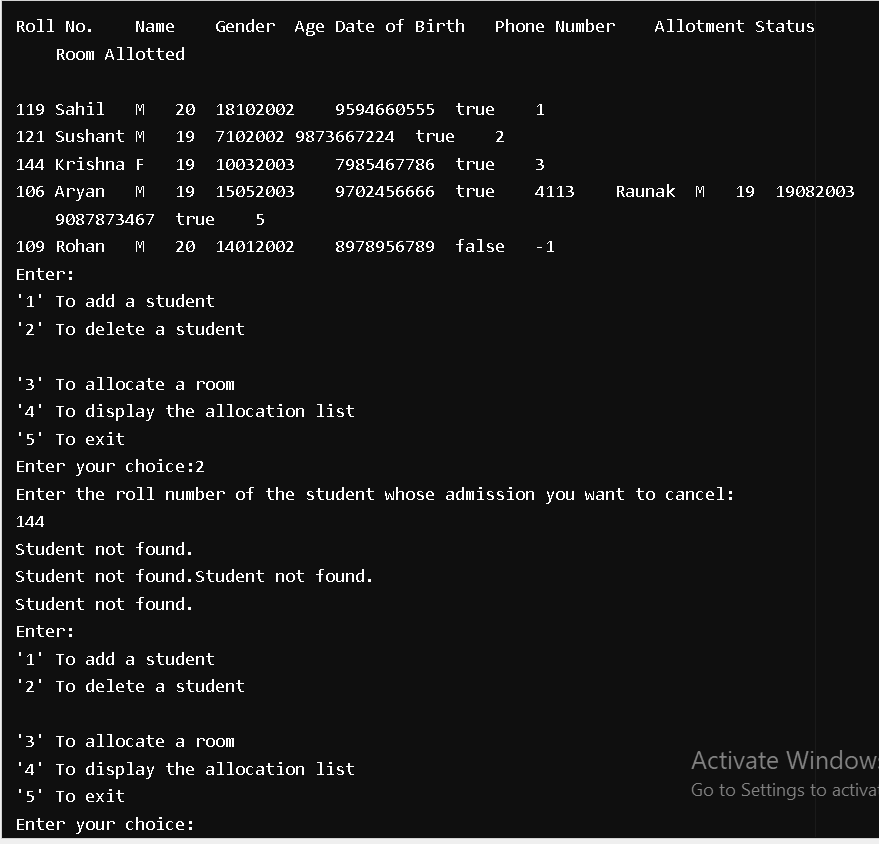 Roll No.    Name    Gender  Age Date of Birth   Phone Number    Allotment Status
    Room Allotted
119 Sahil   M   20  18102002    9594660555  true    1
121 Sushant M   19  7102002 9873667224  true    2
144 Krishna F   19  10032003    7985467786  true    3
106 Aryan   M   19  15052003    9702456666  true    4113    Raunak  M   19  19082003
    9087873467  true    5
109 Rohan   M   20  14012002    8978956789  false   -1
Enter:
'1' To add a student
'2' To delete a student
'3' To allocate a room
'4' To display the allocation list
'5' To exit
Enter your choice:2
Enter the roll number of the student whose admission you want to cancel:
144
Student not found.
Student not found.Student not found.
Student not found.
Enter:
'1' To add a student
'2' To delete a student
'3' To allocate a room
Activate Windows
'4' To display the allocation list
Go to Settings to activat
'5' To exit
Enter your choice: